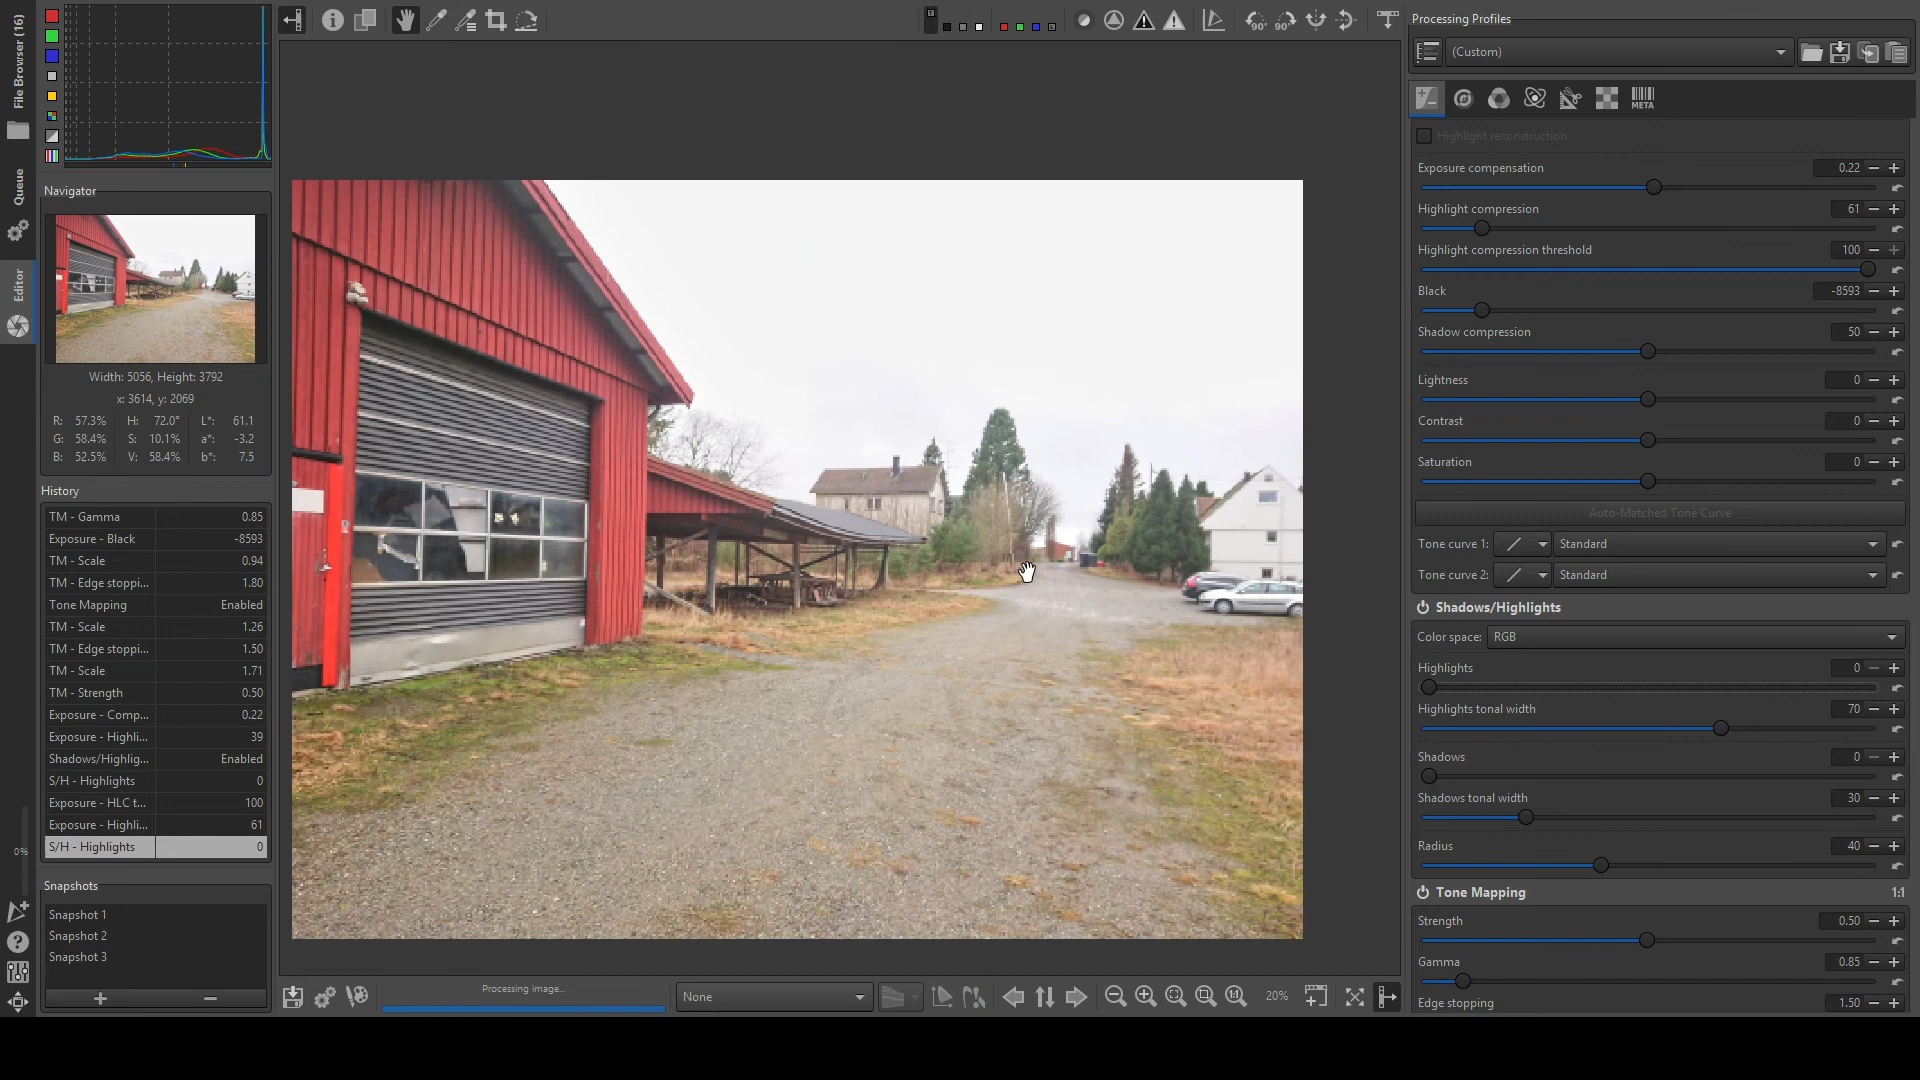 File Browser (16)
Queue
Editor
0%
Navigator
Width: 5056, Height: 3792
x: 3614, y: 2069
R: 57.3% H: 72.0° L*: 61.1
G: 58.4% S: 10.1% a*: -3.2
B: 52.5% V: 58.4% b*: 7.5
History
TM - Gamma 0.85
Exposure - Black -8593
TM - Scale 0.94
TM - Edge stoppi... 1.80
Tone Mapping Enabled
TM - Scale 1.26
TM - Edge stoppi... 1.50
TM - Scale 1.71
TM - Strength 0.50
Exposure - Comp... 0.22
Exposure - Highli... 39
Shadows/Highlig... Enabled
S/H - Highlights 0
Exposure - HLC t... 100
Exposure - Highli... 61
S/H - Highlights 0
Snapshots
Snapshot 1
Snapshot 2
Snapshot 3
90° 90°
Processing image...
None
1:1
20%
Processing Profiles
(Custom)
META
Highlight reconstruction
Exposure compensation 0.22
Highlight compression 61
Highlight compression threshold 100
Black -8593
Shadow compression 50
Lightness 0
Contrast 0
Saturation 0
Auto-Matched Tone Curve
Tone curve 1: Standard
Tone curve 2: Standard
Shadows/Highlights
Color space: RGB
Highlights 0
Highlights tonal width 70
Shadows 0
Shadows tonal width 30
Radius 40
Tone Mapping 1:1
Strength 0.50
Gamma 0.85
Edge stopping 1.50